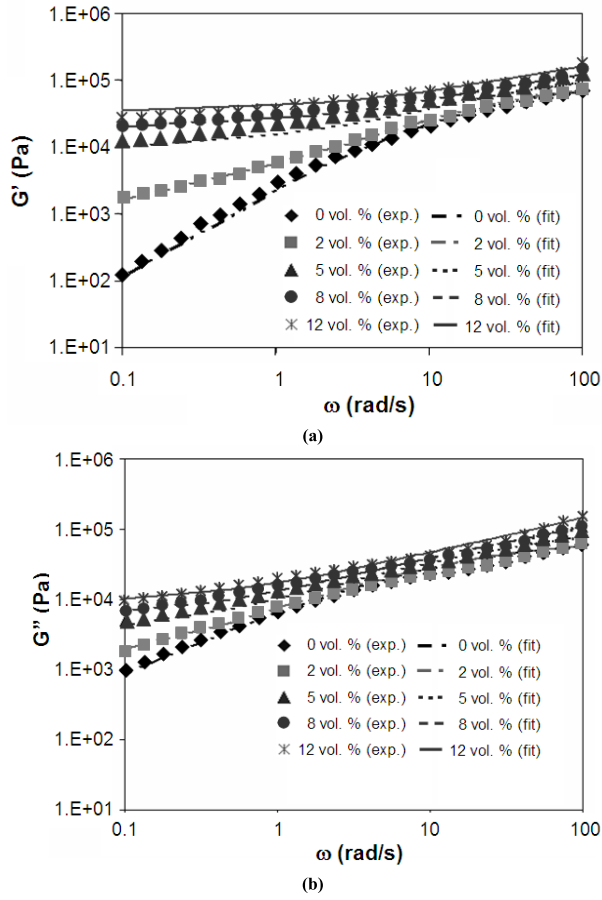 1.E+06
1.E+05
1.E+04
1.E+03
1.E+02
1.E+01
G' (Pa)
0 vol. % (exp.) 0 vol. % (fit)
2 vol. % (exp.) 2 vol. % (fit)
5 vol. % (exp.) 5 vol. % (fit)
8 vol. % (exp.) 8 vol. % (fit)
12 vol. % (exp.) 12 vol. % (fit)
0.1 1 10 100
ω (rad/s)
(a)
1.E+06
1.E+05
1.E+04
1.E+03
1.E+02
1.E+01
G" (Pa)
0 vol. % (exp.) 0 vol. % (fit)
2 vol. % (exp.) 2 vol. % (fit)
5 vol. % (exp.) 5 vol. % (fit)
8 vol. % (exp.) 8 vol. % (fit)
12 vol. % (exp.) 12 vol. % (fit)
0.1 1 10 100
ω (rad/s)
(b)